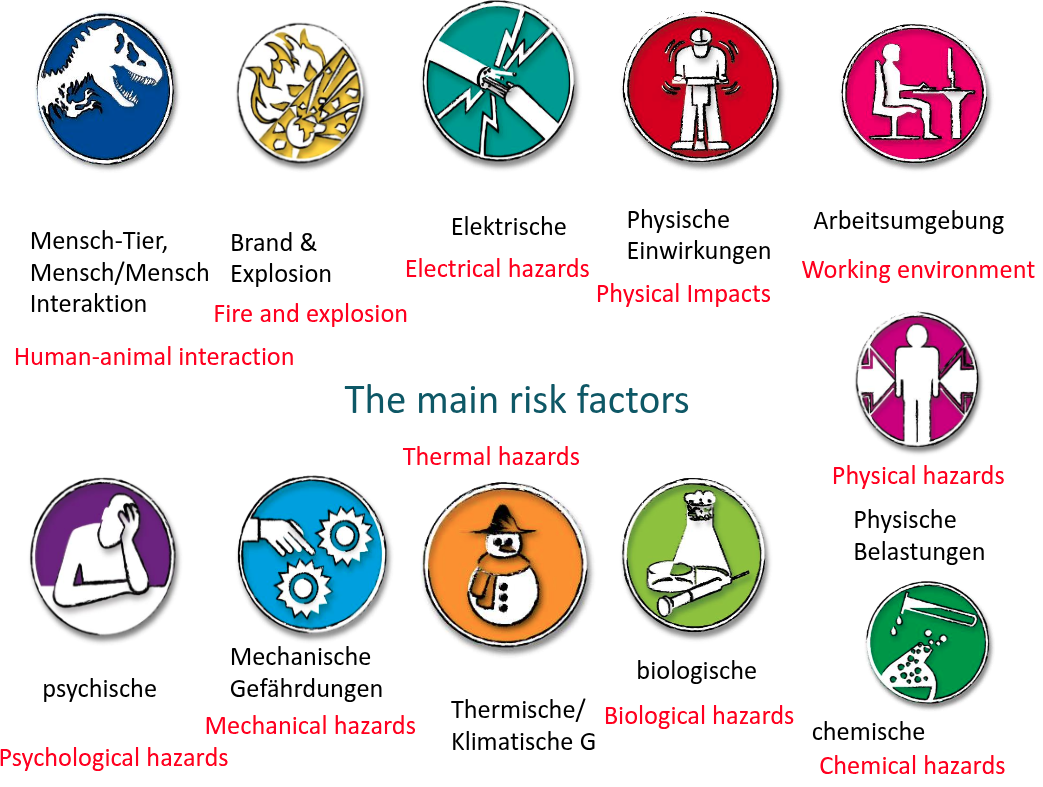 Mensch-Tier,
Mensch/Mensch
Interaktion
Human-animal interaction
Brand &
Explosion
Fire and explosion
Elektrische
Electrical hazards
Physische
Einwirkungen
Physical Impacts
Arbeitsumgebung
Working environment
The main risk factors
Physical hazards
Physische
Belastungen
psychische
Psychological hazards
Mechanische
Gefährdungen
Mechanical hazards
Thermal hazards
Thermische/
Klimatische G
biologische
Biological hazards
chemische
Chemical hazards